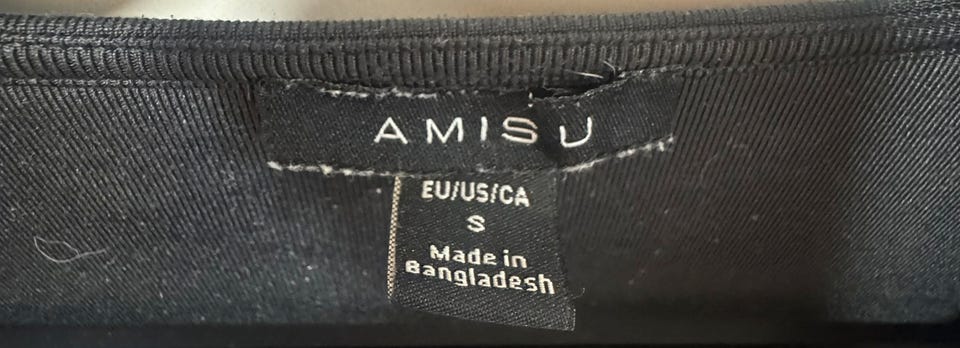 AMISU
EU/US/CA
S
Made in
Bangladesh